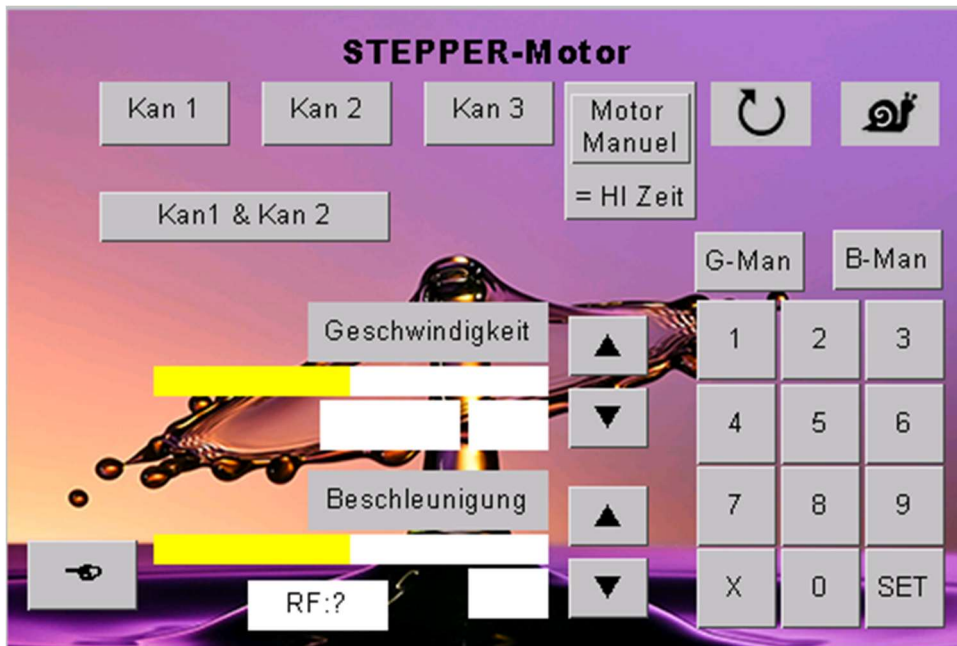 STEPPER-Motor
Kan 1
Kan 2
Kan 3
Motor
Manuel
= HI Zeit
Kan1 & Kan 2
G-Man
B-Man
Geschwindigkeit
▲
1
2
3
▼
4
5
6
Beschleunigung
▲
7
8
9
RF:?
▼
X
0
SET